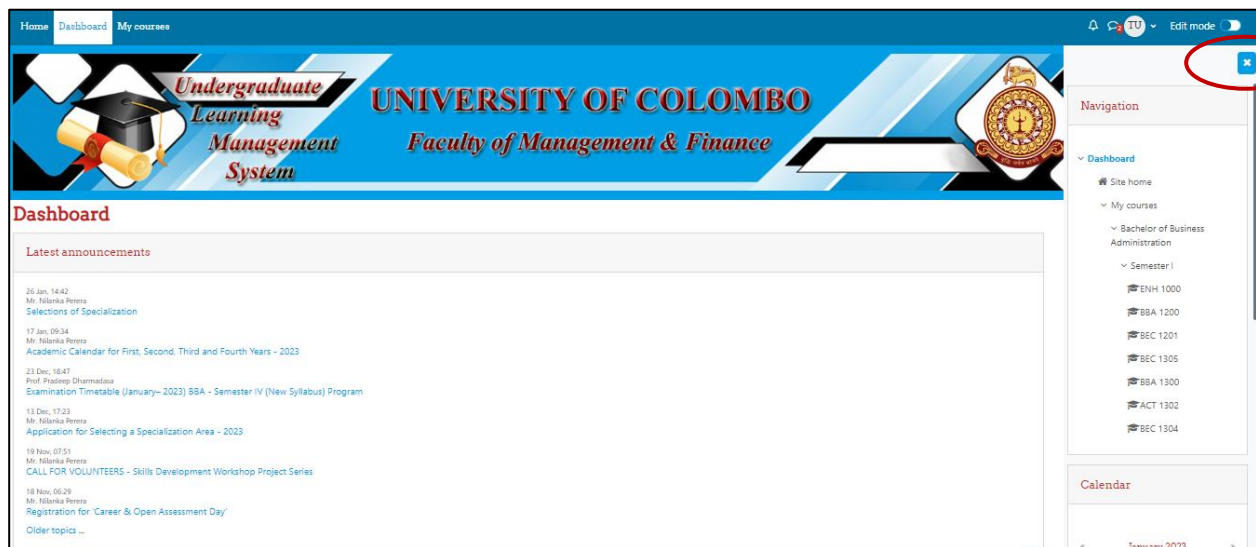 Home Dashboard My courses
2 TU Edit mode
Undergraduate
Learning
Management
System
UNIVERSITY OF COLOMBO
Faculty of Management & Finance
Dashboard
Latest announcements
26 Jan, 14:42
Mr. Nilanka Perera
Selections of Specialization
17 Jan, 09:34
Mr. Nilanka Perera
Academic Calendar for First, Second, Third and Fourth Years - 2023
23 Dec, 18:47
Prof. Pradeep Dharmadasa
Examination Timetable (January– 2023) BBA - Semester IV (New Syllabus) Program
13 Dec, 17:23
Mr. Nilanka Perera
Application for Selecting a Specialization Area - 2023
19 Nov, 07:51
Mr. Nilanka Perera
CALL FOR VOLUNTEERS - Skills Development Workshop Project Series
18 Nov, 06:29
Mr. Nilanka Perera
Registration for 'Career & Open Assessment Day'
Older topics ...
Navigation
Dashboard
Site home
My courses
Bachelor of Business
Administration
Semester I
ENH 1000
BBA 1200
BEC 1201
BEC 1305
BBA 1300
ACT 1302
BEC 1304
Calendar
January 2023